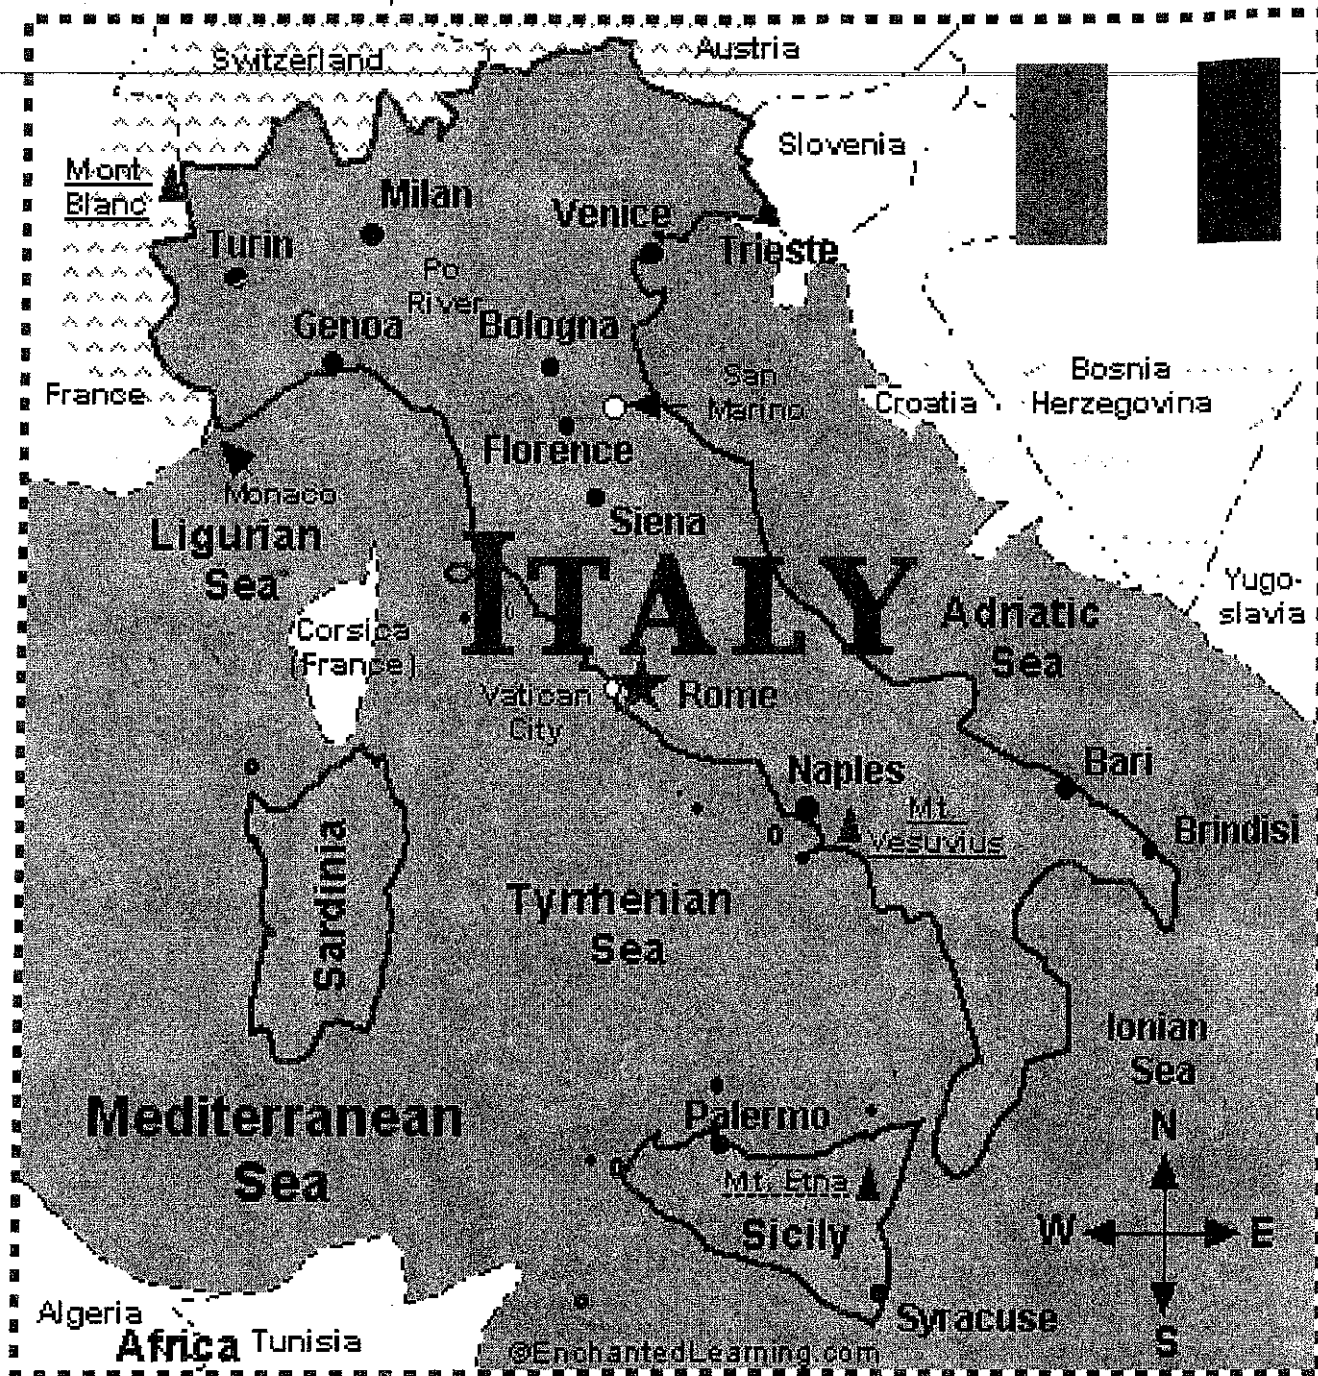 Switzerland
Austria
Slovenia
Mont
Blanc
Milan
Venice
Trieste
Turin
Po
River
Genoa
Bologna
France
San
Marino
Croatia
Bosnia
Herzegovina
Florence
Monaco
Siena
Ligurian
Sea
ITALY
Yugo-
slavia
Adriatic
Sea
Corsica
(France)
Vatican
City
Rome
Naples
Bari
Mt.
Vesuvius
Brindisi
Sardinia
Tyrrhenian
Sea
Ionian
Sea
Mediterranean
Sea
Palermo
Mt. Etna
Sicily
N
W
E
S
Syracuse
Algeria
Africa
Tunisia
©EnchantedLearning.com